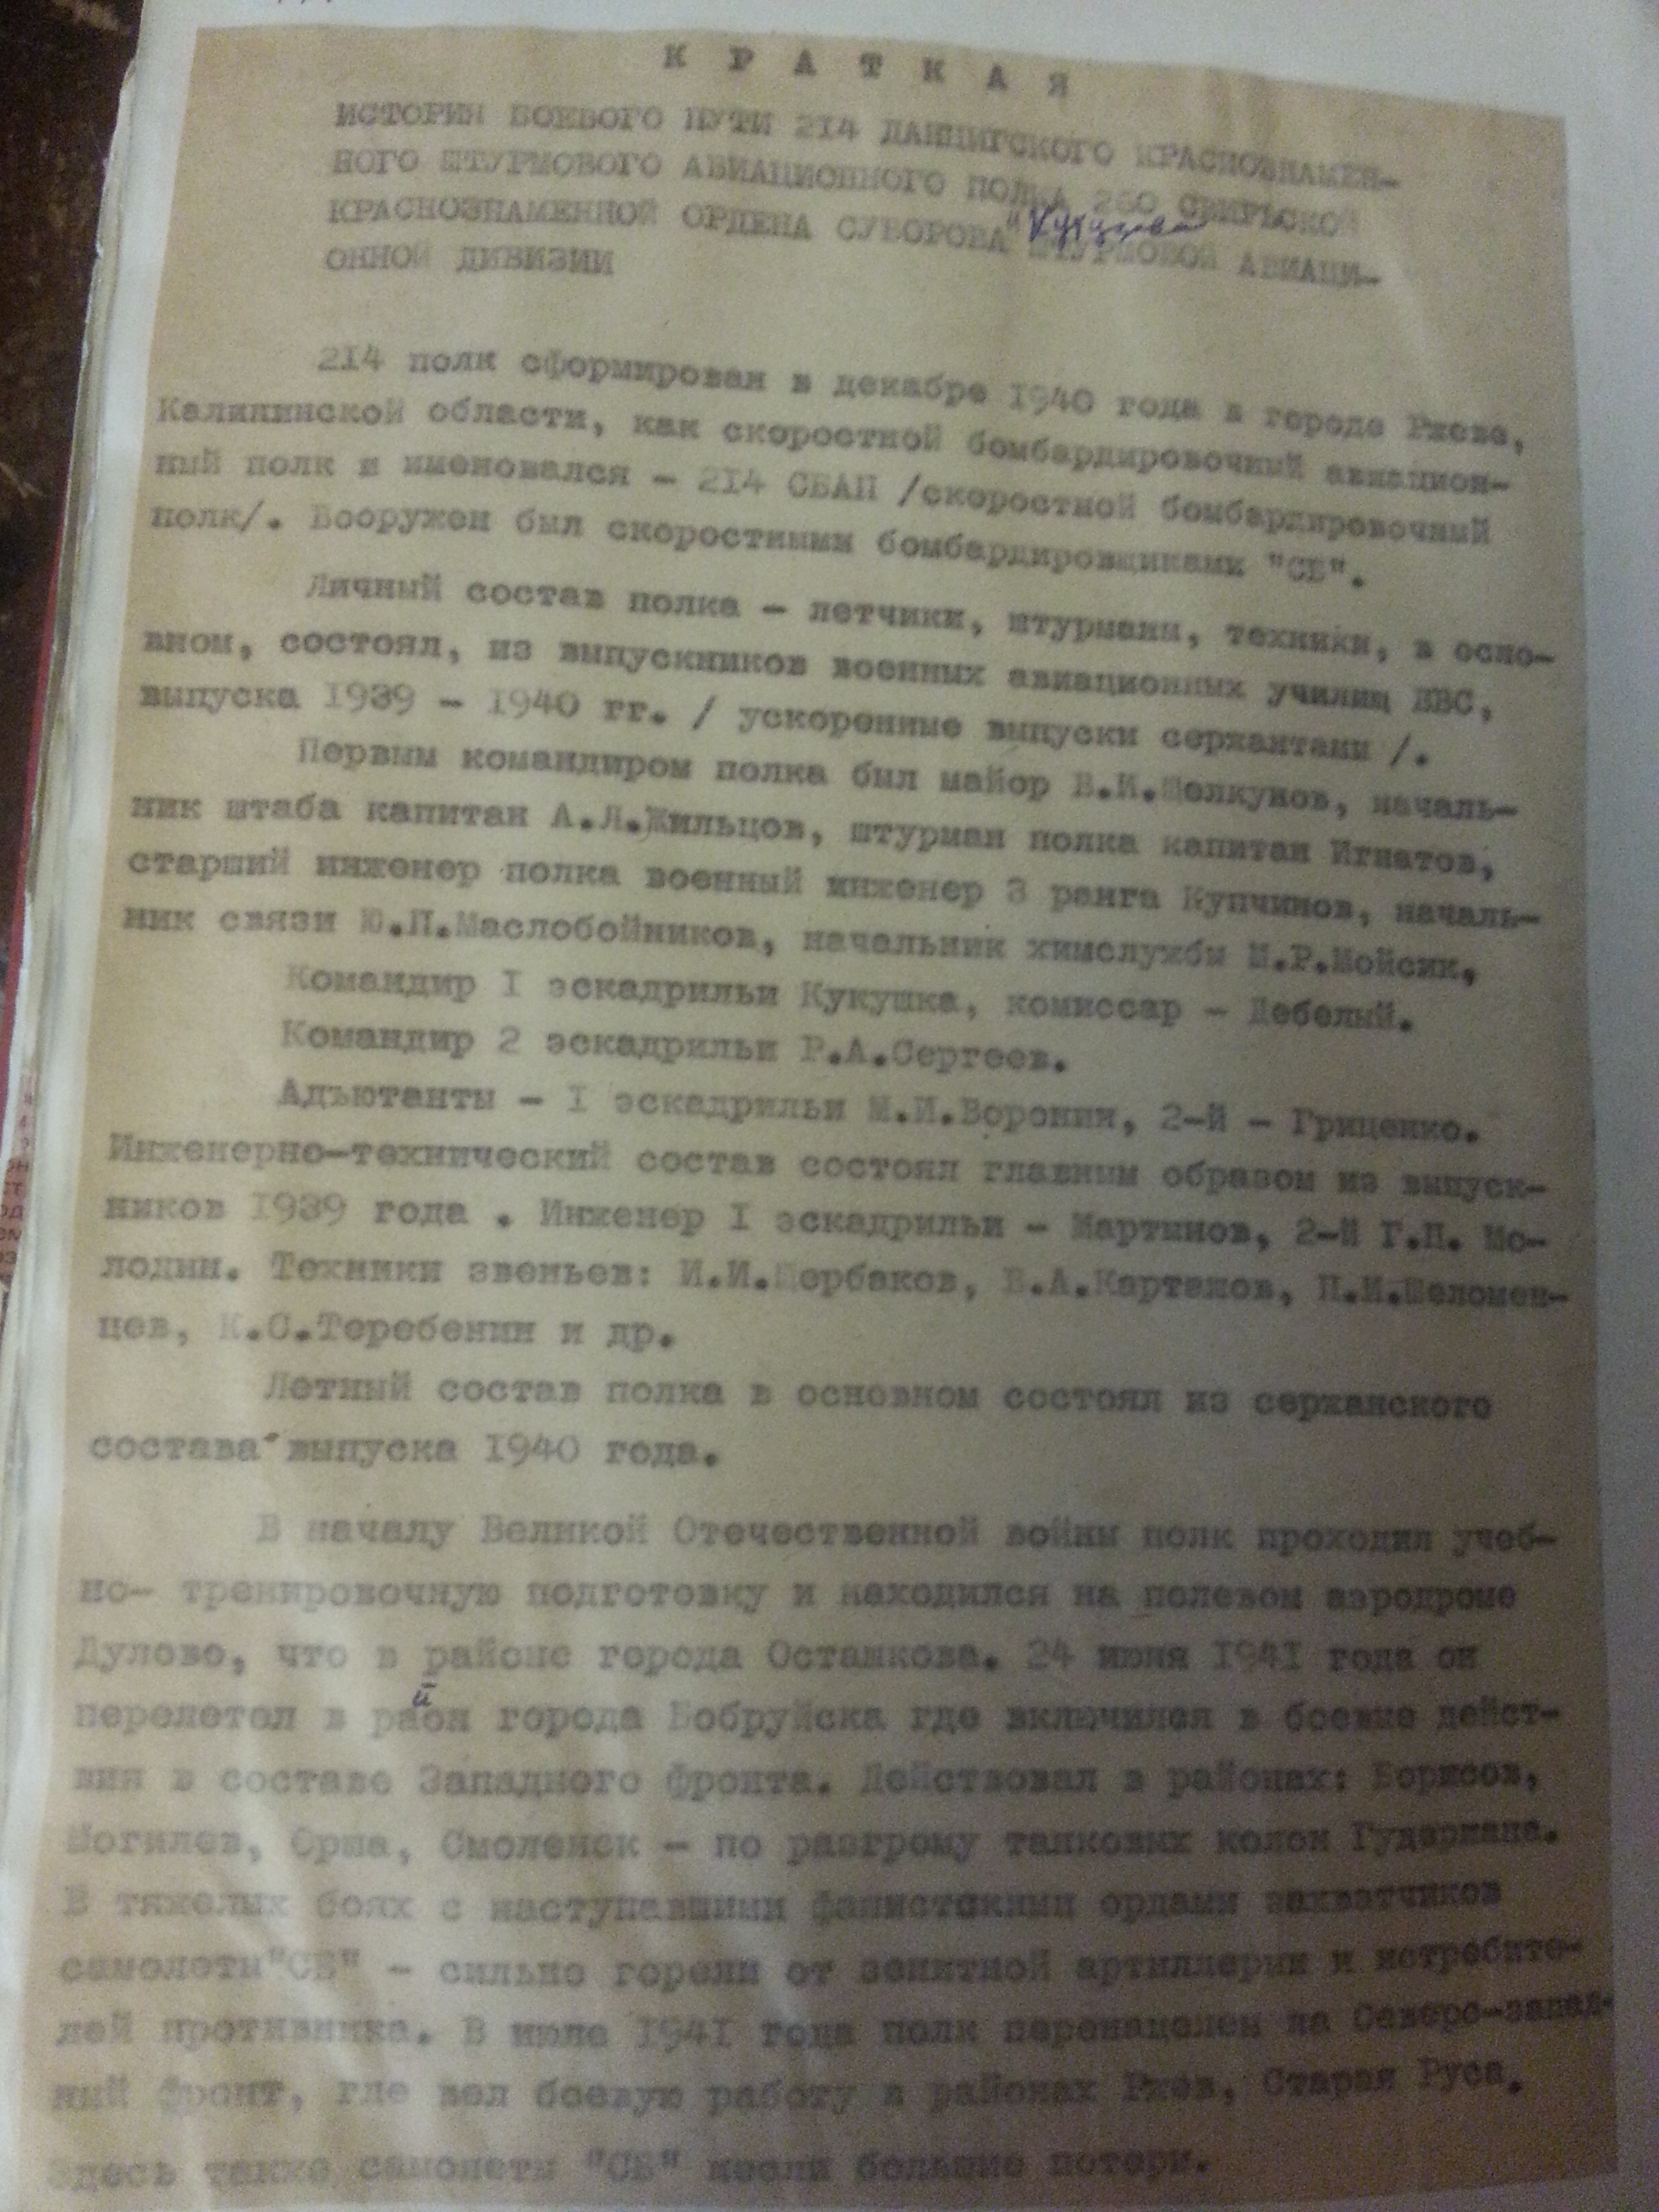 К Р А Т К А Я
ИСТОРИЯ БОЕВОГО ПУТИ 214 ДАНЦИГСКОГО КРАСНОЗНАМЕН-
НОГО ШТУРМОВОГО АВИАЦИОННОГО ПОЛКА 260 СВИРЬСКОЙ
КРАСНОЗНАМЕННОЙ ОРДЕНА СУВОРОВА "Кутузова ШТУРМОВОЙ АВИАЦИ-
ОННОЙ ДИВИЗИИ
214 полк сформирован в декабре 1940 года в городе Ржеве,
Калининской области, как скоростной бомбардировочный авиацион-
ный полк и именовался - 214 СБАП /скоростной бомбардировочный
полк/. Вооружен был скоростными бомбардировщиками "СБ".
Личный состав полка - летчики, штурманы, техники, в осно-
вном, состоял, из выпускников военных авиационных училищ ВВС,
выпуска 1939 - 1940 гг. / ускоренные выпуски сержантами /.
Первым командиром полка был майор В.И.Шелкунов, началь-
ник штаба капитан А.Л.Жильцов, штурман полка капитан Игнатов,
старший инженер полка военный инженер 3 ранга Купчинов, началь-
ник связи Ю.П.Маслобойников, начальник химслужбы М.Р.Мойсик,
Командир I эскадрильи Кукушка, комиссар - Дебелый.
Командир 2 эскадрильи Р.А.Сергеев.
Адъютанты - I эскадрильи М.И.Воронин, 2-й - Гриценко.
Инженерно-технический состав состоял главным образом из выпуск-
ников 1939 года . Инженер I эскадрильи - Мартынов, 2-й Г.П. Мо-
лодин. Техники звеньев: И.И.Щербаков, В.А.Карташов, П.И.Шеломен-
цев, К.С.Теребенин и др.
Летный состав полка в основном состоял из сержанского
состава выпуска 1940 года.
В началу Великой Отечественной войны полк проходил учеб-
но- тренировочную подготовку и находился на полевом аэродроме
Дулово, что в районе города Осташкова. 24 июня 1941 года он
й
перелетел в раон города Бобруйска где включился в боевые дейст-
вия в составе Западного фронта. Действовал в районах: Борисов,
Могилев, Орша, Смоленск - по разгрому танковых колон Гудериана.
В тяжелых боях с наступавшими фашистскими ордами захватчиков
самолеты"СБ" - сильно горели от зенитной артиллерии и истребите-
лей противника. В июле 1941 года полк перенацелен на Северо-запад-
ный фронт, где вел боевую работу в районах Ржев, Старая Руса.
Здесь также самолеты "СБ" несли большие потери.